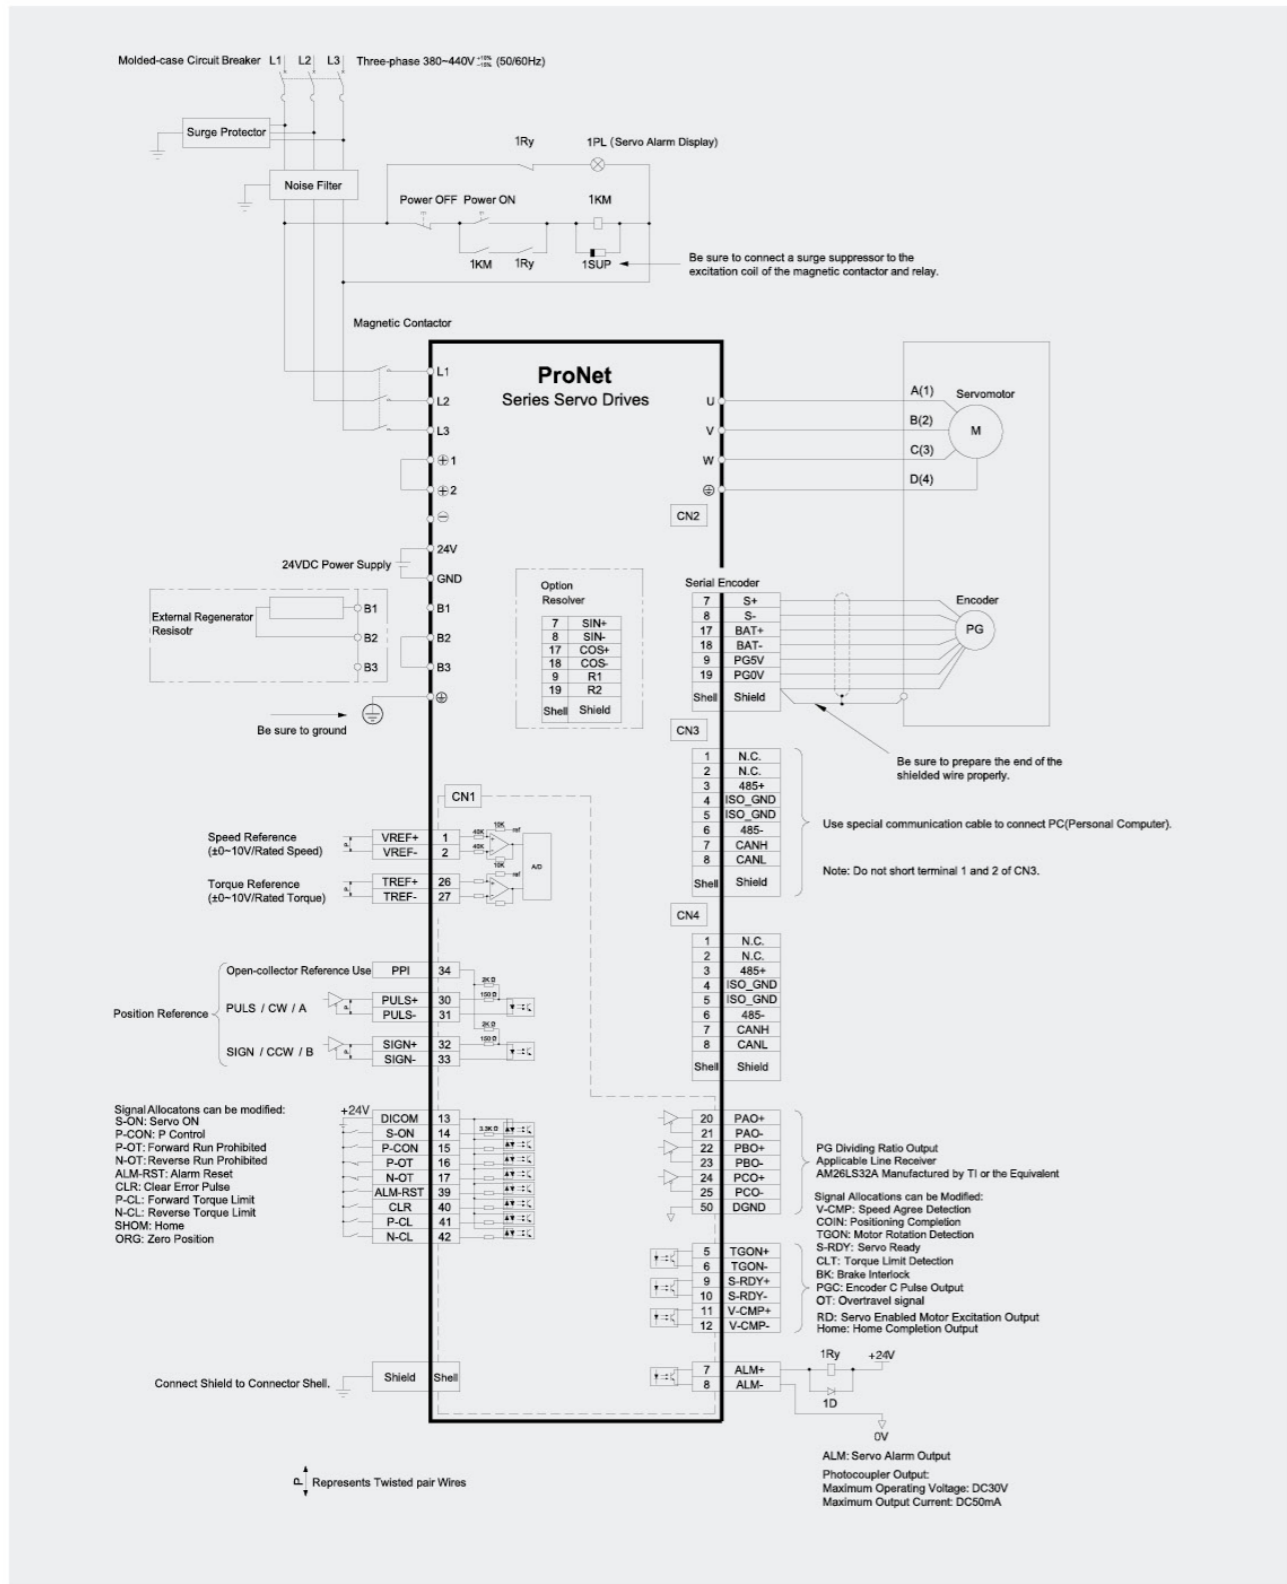 Molded-case Circuit Breaker L1 L2 L3 Three-phase 380~440V +10% -15% (50/60Hz)
Surge Protector
Noise Filter
1Ry 1PL (Servo Alarm Display)
Power OFF Power ON 1KM
1KM 1Ry 1SUP
Be sure to connect a surge suppressor to the
excitation coil of the magnetic contactor and relay.
Magnetic Contactor
ProNet
Series Servo Drives
L1
L2
L3
1
2
24V
GND
24VDC Power Supply
B1
B2
B3
External Regenerator
Resisotr
B1
B2
B3
Be sure to ground
U
V
W
A(1)
B(2)
C(3)
D(4)
Servomotor
M
CN2
Option
Resolver
7 SIN+
8 SIN-
17 COS+
18 COS-
9 R1
19 R2
Shell Shield
Serial Encoder
7 S+
8 S-
17 BAT+
18 BAT-
9 PG5V
19 PG0V
Shell Shield
Encoder
PG
Be sure to prepare the end of the
shielded wire properly.
CN3
1 N.C.
2 N.C.
3 485+
4 ISO_GND
5 ISO_GND
6 485-
7 CANH
8 CANL
Shell Shield
Use special communication cable to connect PC(Personal Computer).
Note: Do not short terminal 1 and 2 of CN3.
CN4
1 N.C.
2 N.C.
3 485+
4 ISO_GND
5 ISO_GND
6 485-
7 CANH
8 CANL
Shell Shield
CN1
Speed Reference
(±0~10V/Rated Speed)
P
VREF+ 1
VREF- 2
40K
40K
10K
10K
ref
A/D
Torque Reference
(±0~10V/Rated Torque)
P
TREF+ 26
TREF- 27
ref
Position Reference
Open-collector Reference Use PPI 34
PULS / CW / A
P
PULS+ 30
PULS- 31
2KΩ
150Ω
SIGN / CCW / B
P
SIGN+ 32
SIGN- 33
2KΩ
150Ω
Signal Allocatons can be modified:
S-ON: Servo ON
P-CON: P Control
P-OT: Forward Run Prohibited
N-OT: Reverse Run Prohibited
ALM-RST: Alarm Reset
CLR: Clear Error Pulse
P-CL: Forward Torque Limit
N-CL: Reverse Torque Limit
SHOM: Home
ORG: Zero Position
+24V
DICOM 13
S-ON 14
P-CON 15
P-OT 16
N-OT 17
ALM-RST 39
CLR 40
P-CL 41
N-CL 42
3.3KΩ
20 PAO+
21 PAO-
22 PBO+
23 PBO-
24 PCO+
25 PCO-
50 DGND
PG Dividing Ratio Output
Applicable Line Receiver
AM26LS32A Manufactured by TI or the Equivalent
Signal Allocations can be Modified:
V-CMP: Speed Agree Detection
COIN: Positioning Completion
TGON: Motor Rotation Detection
S-RDY: Servo Ready
CLT: Torque Limit Detection
BK: Brake Interlock
PGC: Encoder C Pulse Output
OT: Overtravel signal
RD: Servo Enabled Motor Excitation Output
Home: Home Completion Output
5 TGON+
6 TGON-
9 S-RDY+
10 S-RDY-
11 V-CMP+
12 V-CMP-
7 ALM+
8 ALM-
1Ry +24V
1D
0V
Connect Shield to Connector Shell. Shield Shell
ALM: Servo Alarm Output
Photocoupler Output:
Maximum Operating Voltage: DC30V
Maximum Output Current: DC50mA
P Represents Twisted pair Wires